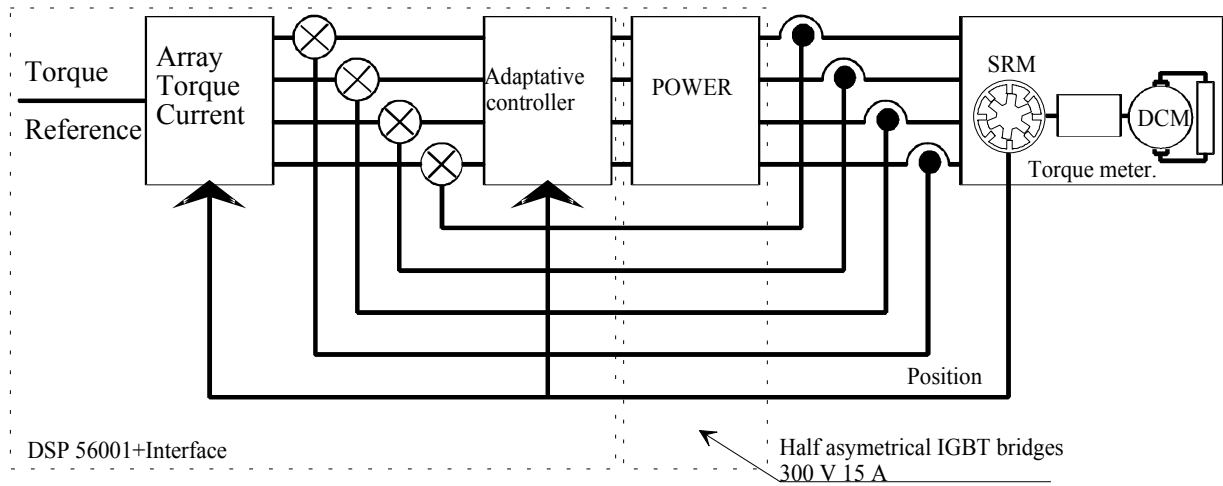 Torque
Reference
Array
Torque
Current
Adaptative
controller
POWER
SRM
DCM
Torque meter.
Position
DSP 56001+Interface
Half asymetrical IGBT bridges
300 V 15 A